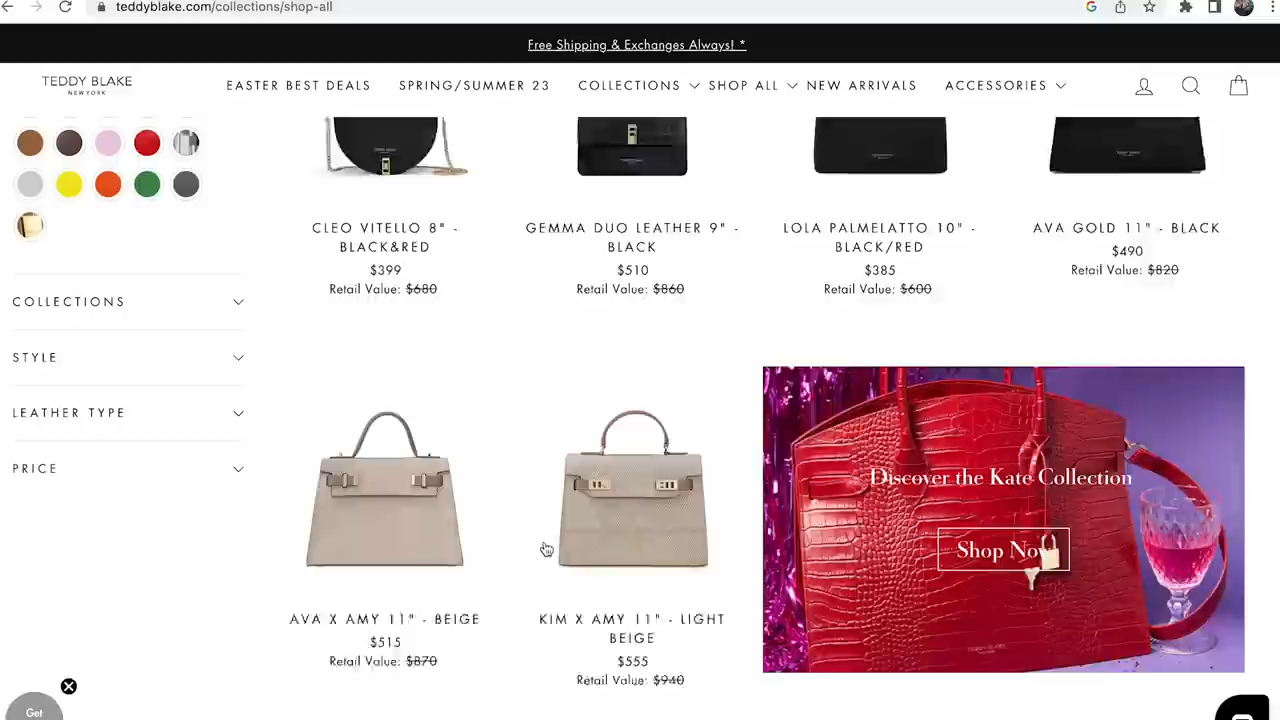 teddyblake.com/collections/shop-all
Free Shipping & Exchanges Always! *
TEDDY BLAKE
NEW YORK
EASTER BEST DEALS
SPRING/SUMMER 23
COLLECTIONS
SHOP ALL
NEW ARRIVALS
ACCESSORIES
COLLECTIONS
STYLE
LEATHER TYPE
PRICE
CLEO VITELLO 8" -
BLACK&RED
$399
Retail Value: $680
GEMMA DUO LEATHER 9" -
BLACK
$510
Retail Value: $860
LOLA PALMELATTO 10" -
BLACK/RED
$385
Retail Value: $600
AVA GOLD 11" - BLACK
$490
Retail Value: $820
AVA X AMY 11" - BEIGE
$515
Retail Value: $870
KIM X AMY 11" - LIGHT
BEIGE
$555
Retail Value: $940
Discover the Kate Collection
Shop Now
Get